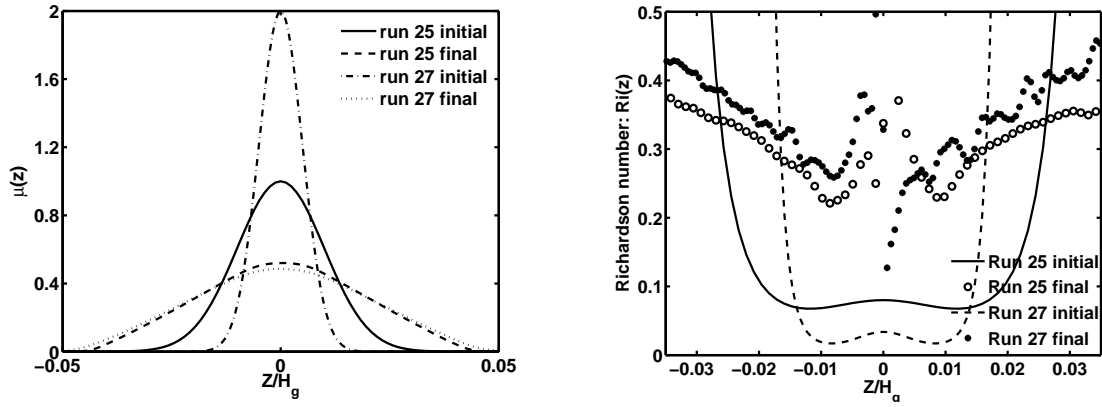 2
1.6
1.2
0.8
0.4
0
μ(z)
−0.05
0
0.05
Z/H_g
run 25 initial
run 25 final
run 27 initial
run 27 final
0.5
0.4
0.3
0.2
0.1
0
Richardson number: Ri(z)
−0.03
−0.02
−0.01
0
0.01
0.02
0.03
Z/H_g
Run 25 initial
Run 25 final
Run 27 initial
Run 27 final